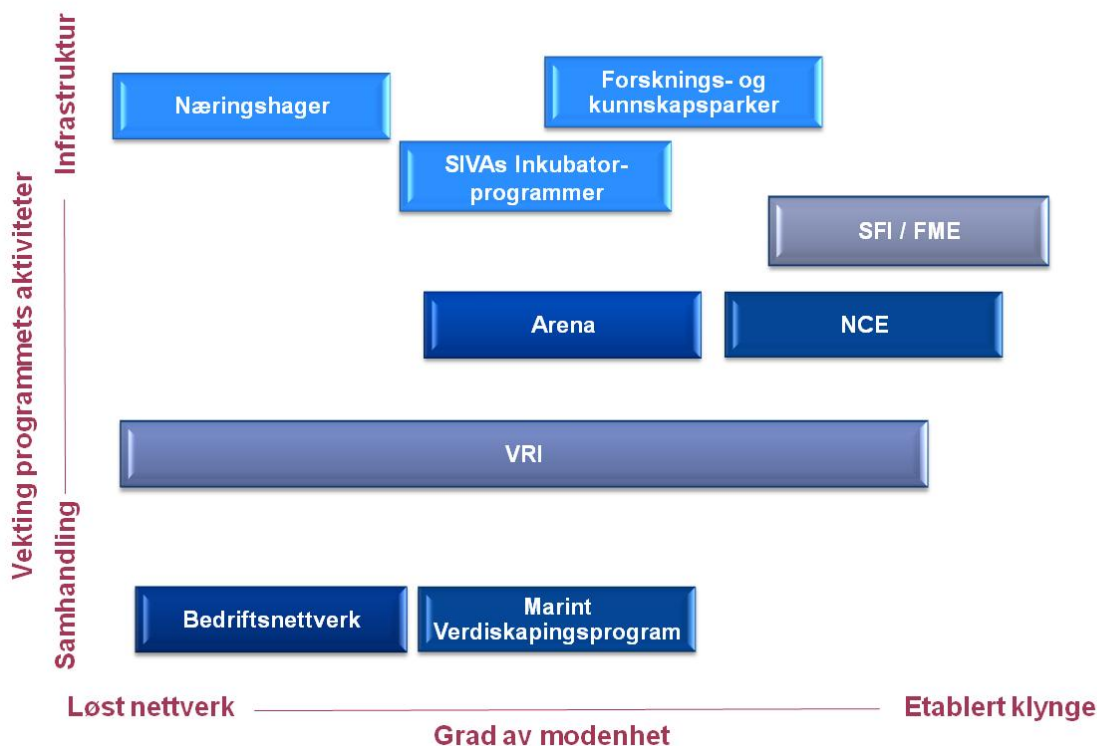 Vekting programmets aktiviteter
Infrastruktur
Samhandling
Næringshager
Forsknings- og
kunnskapsparker
SIVAs Inkubator-
programmer
SFI / FME
Arena
NCE
VRI
Bedriftsnettverk
Marint
Verdiskapingsprogram
Løst nettverk
Etablert klynge
Grad av modenhet